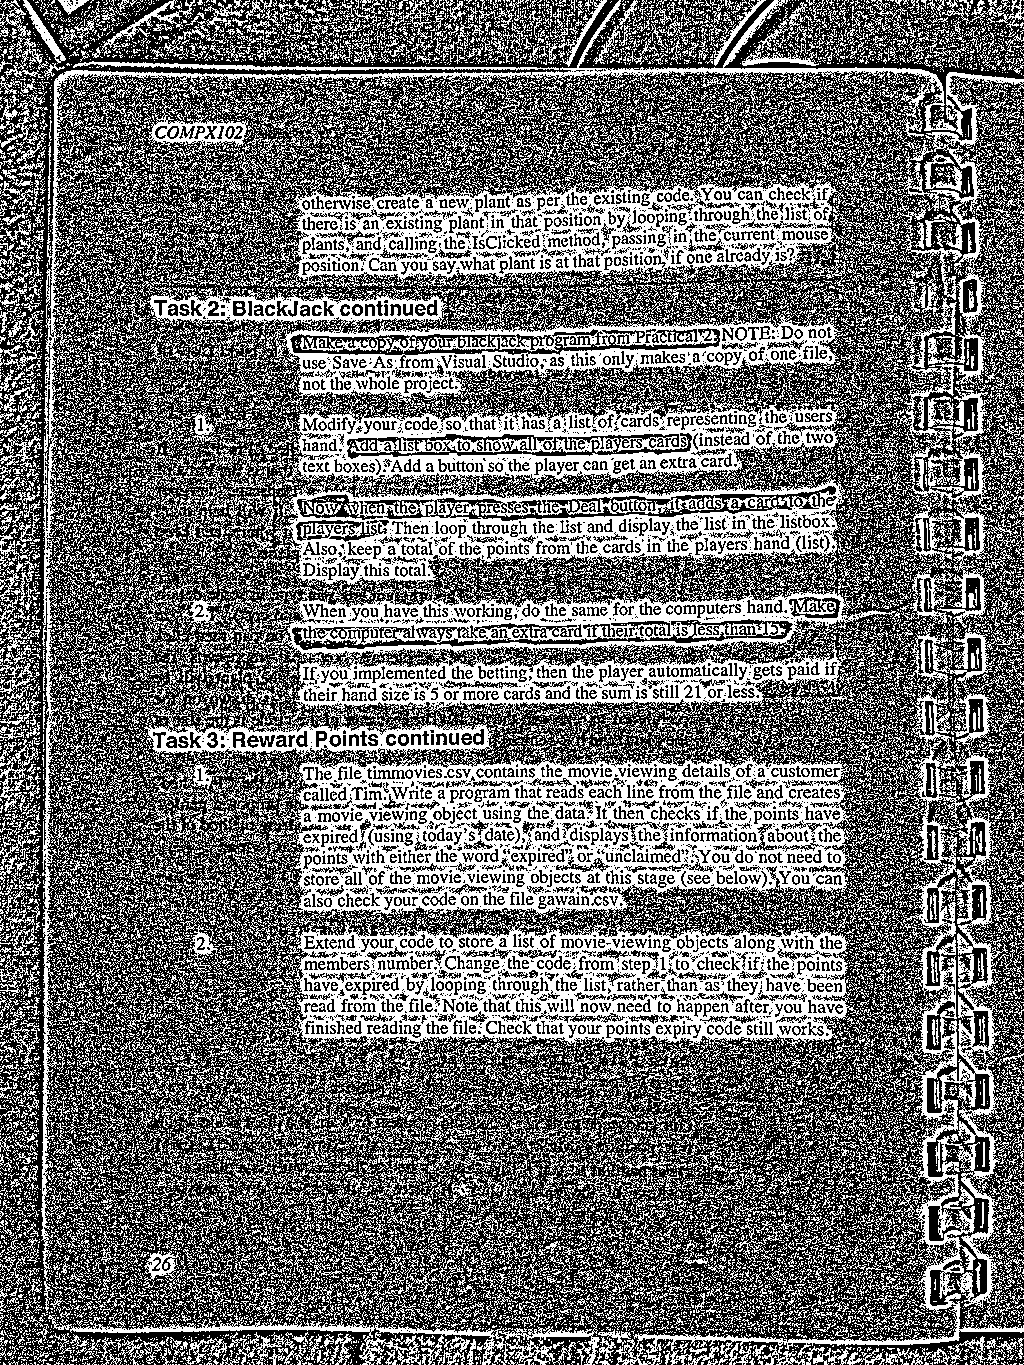 COMPX102
otherwise create a new plant as per the existing code. You can check if
there is an existing plant in that position by looping through the list of
plants, and calling the IsClicked method, passing in the current mouse
position. Can you say what plant is at that position, if one already is?
Task 2: BlackJack continued
Make a copy of your blackjack program from Practical 2. NOTE: Do not
use Save As from Visual Studio, as this only makes a copy of one file,
not the whole project.
1. Modify your code so that it has a list of cards representing the users
hand. Add a list box to show all of the players cards (instead of the two
text boxes). Add a button so the player can get an extra card.
Now when the player presses the Deal button it adds a card to the
players list. Then loop through the list and display the list in the listbox.
Also, keep a total of the points from the cards in the players hand (list).
Display this total.
2. When you have this working, do the same for the computers hand. Make
the computer always take an extra card if their total is less than 15.
If you implemented the betting, then the player automatically gets paid if
their hand size is 5 or more cards and the sum is still 21 or less.
Task 3: Reward Points continued
1. The file timmovies.csv contains the movie viewing details of a customer
called Tim. Write a program that reads each line from the file and creates
a movie viewing object using the data. It then checks if the points have
expired (using today's date), and displays the information about the
points with either the word "expired" or "unclaimed". You do not need to
store all of the movie viewing objects at this stage (see below). You can
also check your code on the file gawain.csv.
2. Extend your code to store a list of movie-viewing objects along with the
members number. Change the code from step 1 to check if the points
have expired by looping through the list, rather than as they have been
read from the file. Note that this will now need to happen after you have
finished reading the file. Check that your points expiry code still works.
26